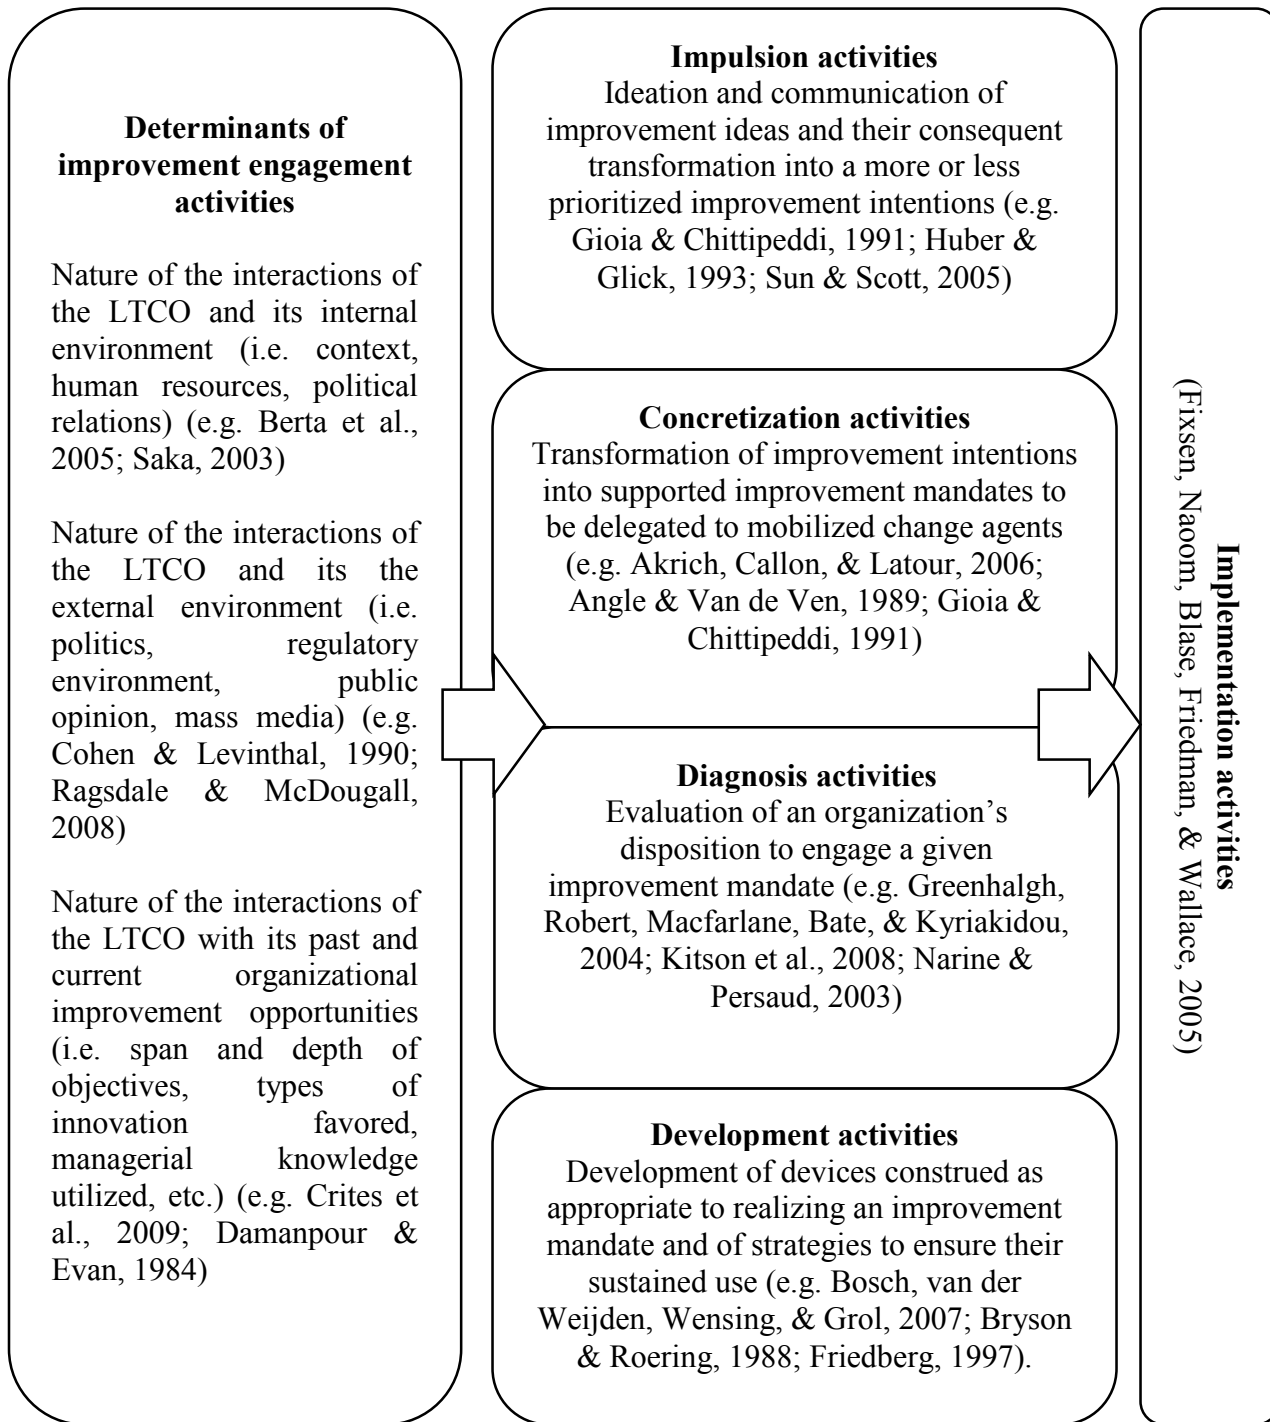 Determinants of
improvement engagement
activities
Nature of the interactions of
the LTCO and its internal
environment (i.e. context,
human resources, political
relations) (e.g. Berta et al.,
2005; Saka, 2003)
Nature of the interactions of
the LTCO and its the
external environment (i.e.
politics, regulatory
environment, public
opinion, mass media) (e.g.
Cohen & Levinthal, 1990;
Ragsdale & McDougall,
2008)
Nature of the interactions of
the LTCO with its past and
current organizational
improvement opportunities
(i.e. span and depth of
objectives, types of
innovation favored,
managerial knowledge
utilized, etc.) (e.g. Crites et
al., 2009; Damanpour &
Evan, 1984)
Impulsion activities
Ideation and communication of
improvement ideas and their consequent
transformation into a more or less
prioritized improvement intentions (e.g.
Gioia & Chittipeddi, 1991; Huber &
Glick, 1993; Sun & Scott, 2005)
Concretization activities
Transformation of improvement intentions
into supported improvement mandates to
be delegated to mobilized change agents
(e.g. Akrich, Callon, & Latour, 2006;
Angle & Van de Ven, 1989; Gioia &
Chittipeddi, 1991)
Diagnosis activities
Evaluation of an organization’s
disposition to engage a given
improvement mandate (e.g. Greenhalgh,
Robert, Macfarlane, Bate, & Kyriakidou,
2004; Kitson et al., 2008; Narine &
Persaud, 2003)
Development activities
Development of devices construed as
appropriate to realizing an improvement
mandate and of strategies to ensure their
sustained use (e.g. Bosch, van der
Weijden, Wensing, & Grol, 2007; Bryson
& Roering, 1988; Friedberg, 1997).
Implementation activities
(Fixsen, Naoom, Blase, Friedman, & Wallace, 2005)